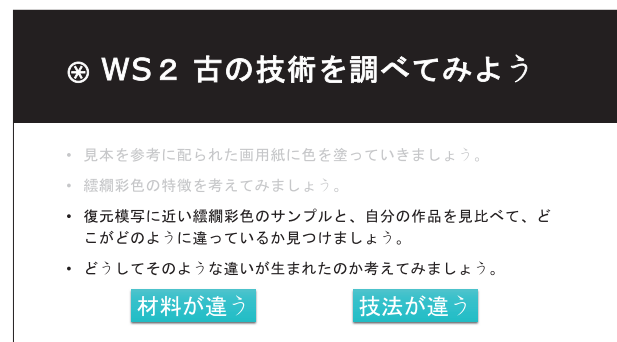 ⊛ WS２ 古の技術を調べてみよう
• 見本を参考に配られた画用紙に色を塗っていきましょう。
• 繧繝彩色の特徴を考えてみましょう。
• 復元模写に近い繧繝彩色のサンプルと、自分の作品を見比べて、ど
こがどのように違っているか見つけましょう。
• どうしてそのような違いが生まれたのか考えてみましょう。
材料が違う 技法が違う